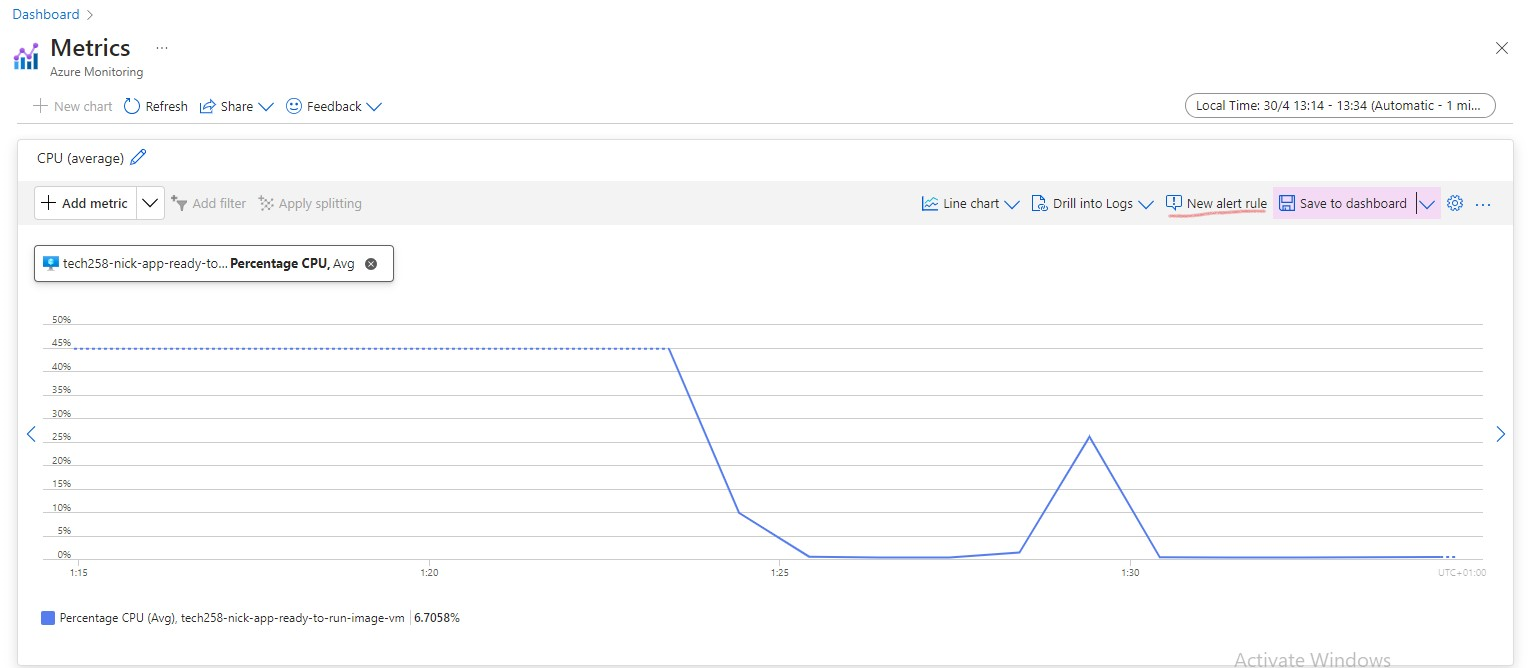 Dashboard
Metrics ...
Azure Monitoring
New chart Refresh Share Feedback
Local Time: 30/4 13:14 - 13:34 (Automatic - 1 mi...
CPU (average)
Add metric Add filter Apply splitting Line chart Drill into Logs New alert rule Save to dashboard ...
tech258-nick-app-ready-to... Percentage CPU, Avg
50%
45%
40%
35%
30%
25%
20%
15%
10%
5%
0%
1:15 1:20 1:25 1:30 UTC+01:00
Percentage CPU (Avg), tech258-nick-app-ready-to-run-image-vm 6.7058%
Activate Windows